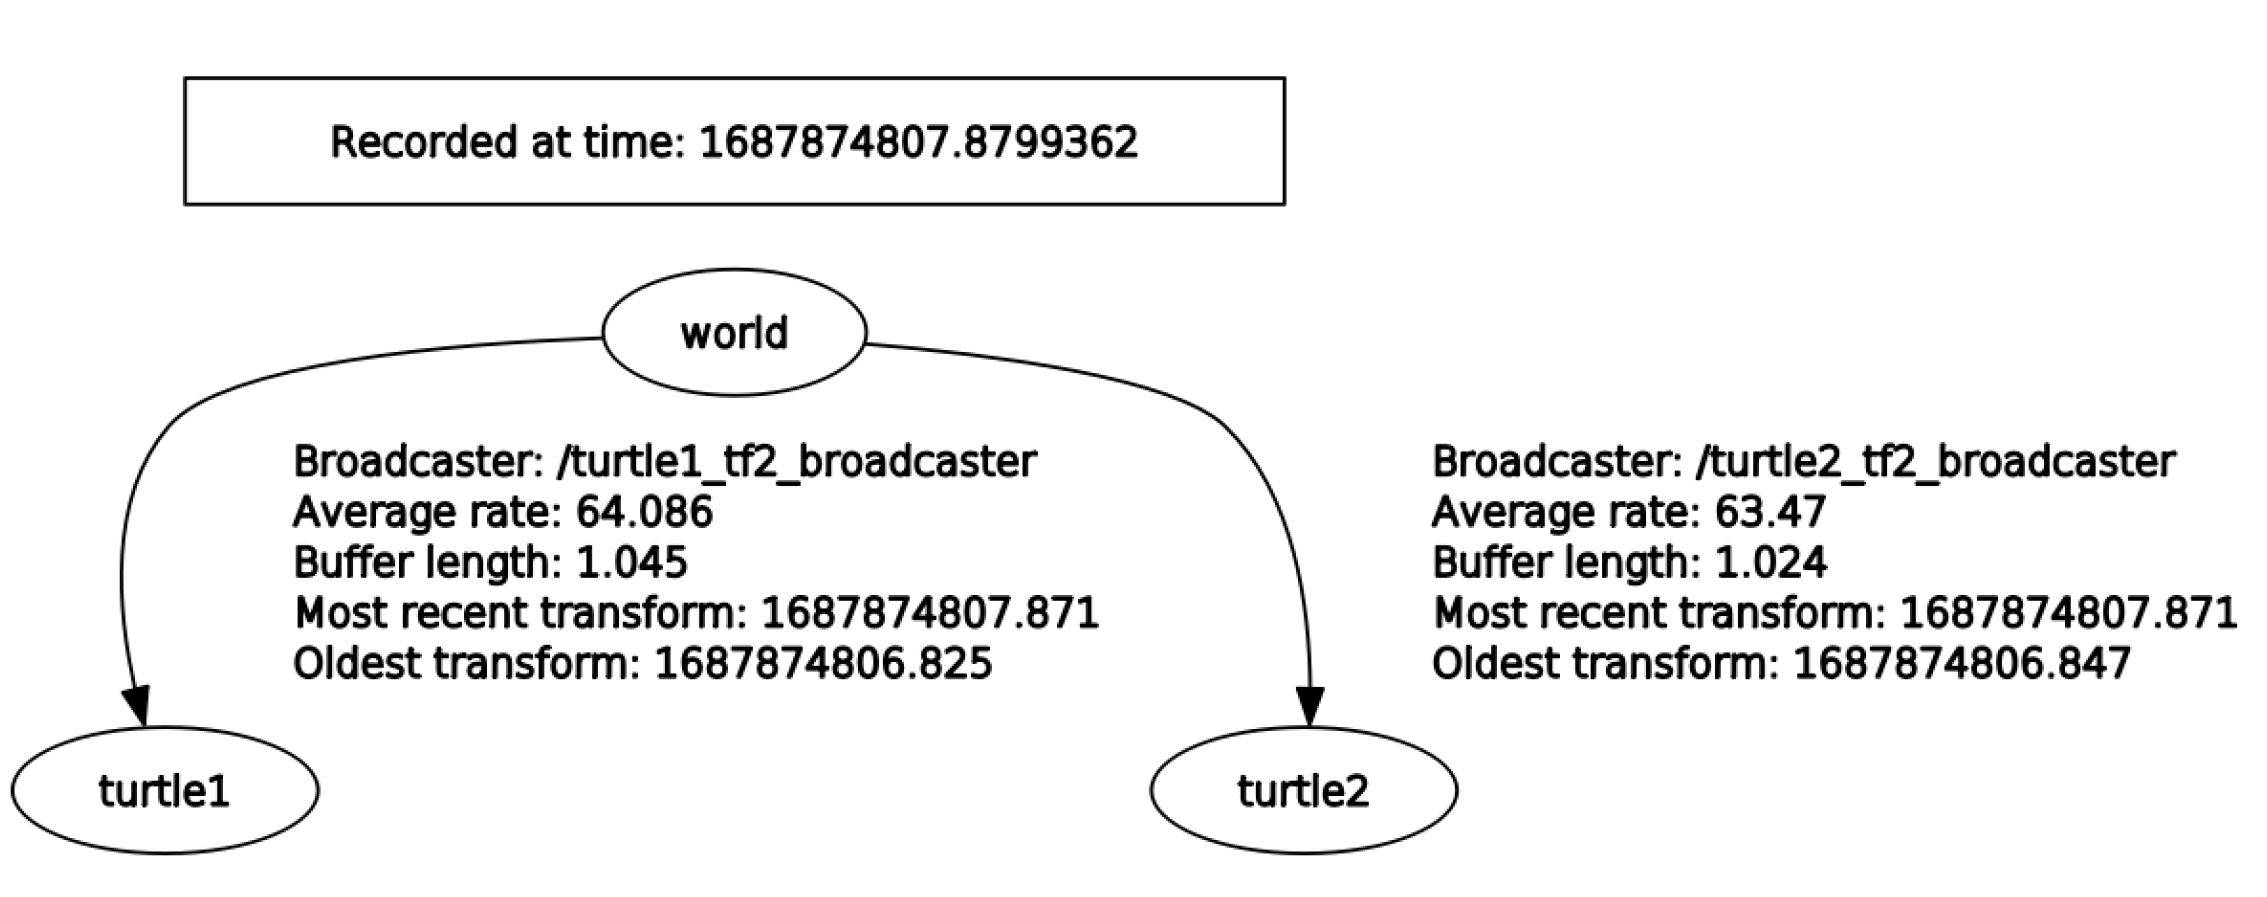 Recorded at time: 1687874807.8799362
world
Broadcaster: /turtle1_tf2_broadcaster
Average rate: 64.086
Buffer length: 1.045
Most recent transform: 1687874807.871
Oldest transform: 1687874806.825
Broadcaster: /turtle2_tf2_broadcaster
Average rate: 63.47
Buffer length: 1.024
Most recent transform: 1687874807.871
Oldest transform: 1687874806.847
turtle1
turtle2